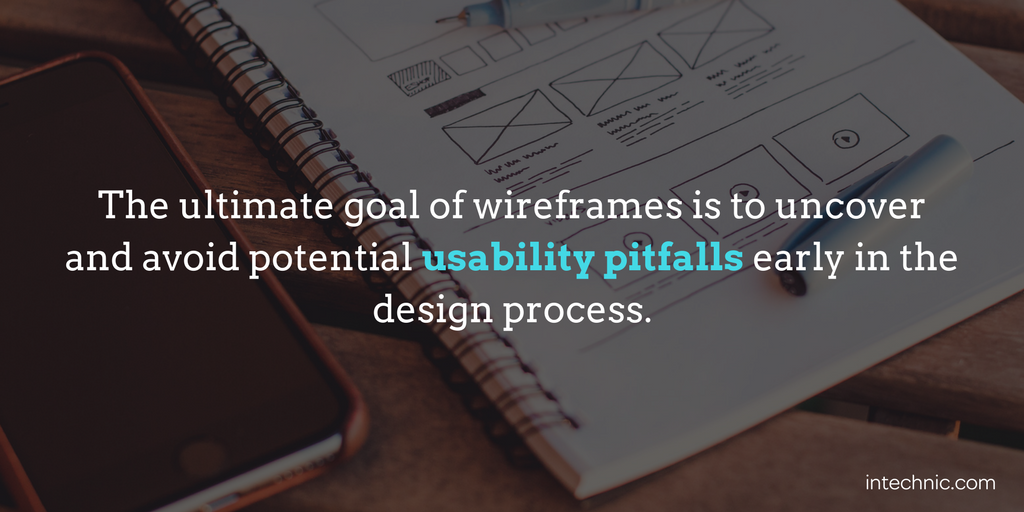 The ultimate goal of wireframes is to uncover
and avoid potential usability pitfalls early in the
design process.
intechnic.com